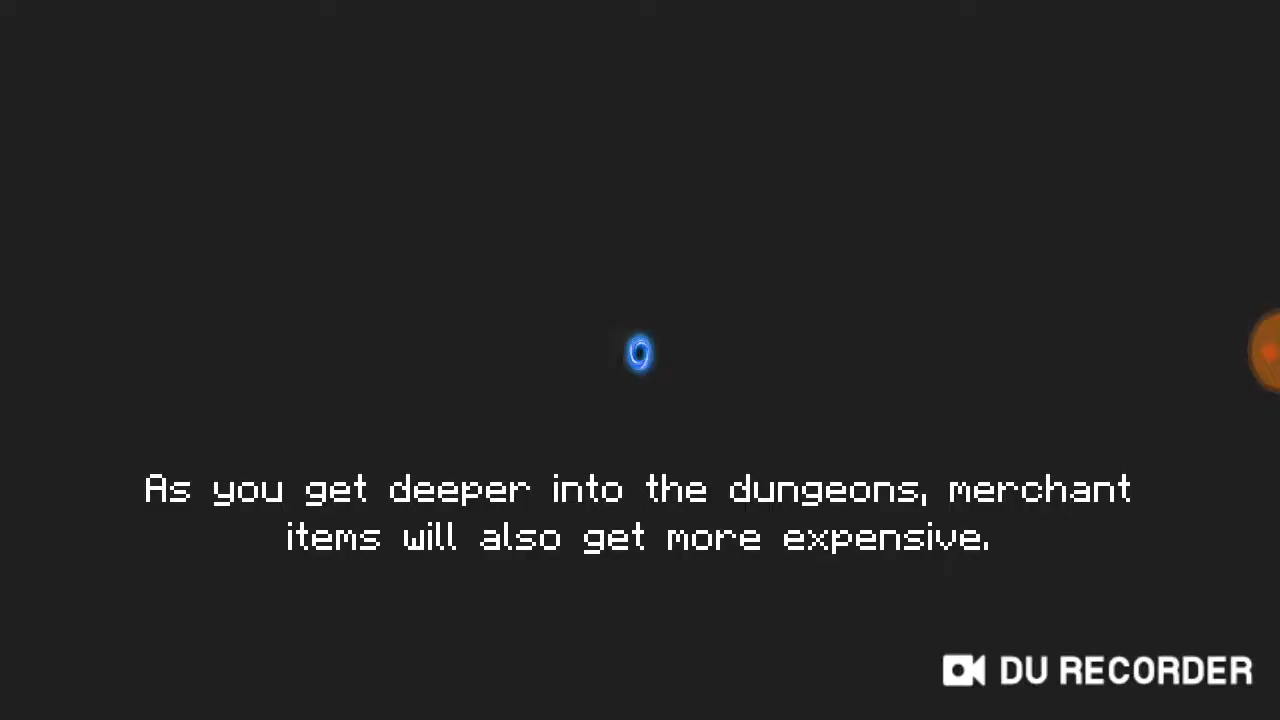 As you get deeper into the dungeons, merchant
items will also get more expensive.
DU RECORDER